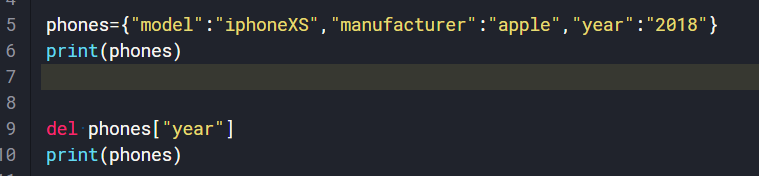 5 phones={"model":"iphoneXS","manufacturer":"apple","year":"2018"}
6 print(phones)
7
8
9 del phones["year"]
10 print(phones)